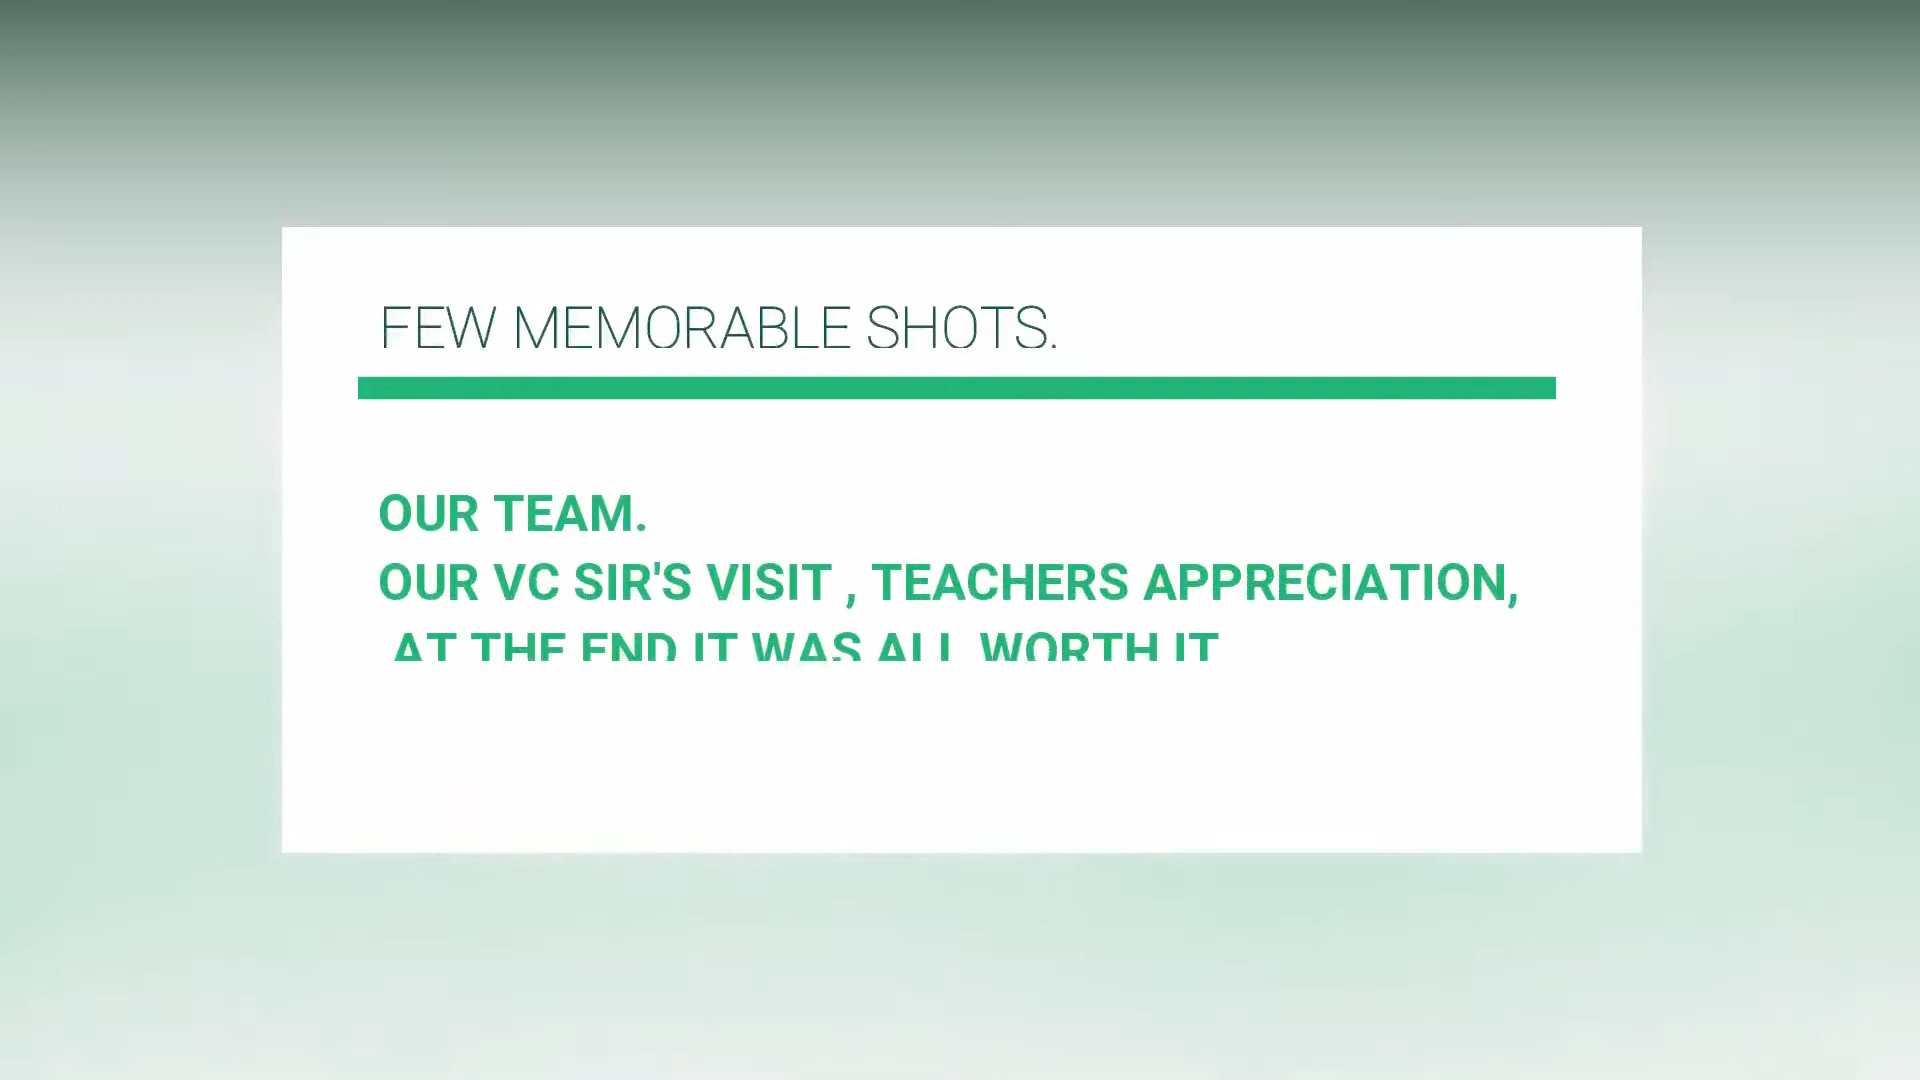 FEW MEMORABLE SHOTS.
OUR TEAM.
OUR VC SIR'S VISIT , TEACHERS APPRECIATION,
AT THE END IT WAS ALL WORTH IT